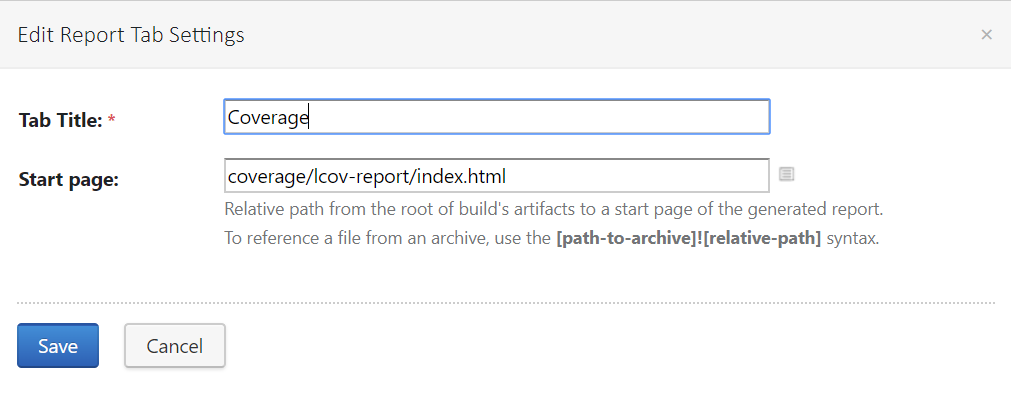 Edit Report Tab Settings ×
Tab Title: * Coverage
Start page: coverage/lcov-report/index.html
Relative path from the root of build's artifacts to a start page of the generated report.
To reference a file from an archive, use the [path-to-archive]![relative-path] syntax.
Save Cancel